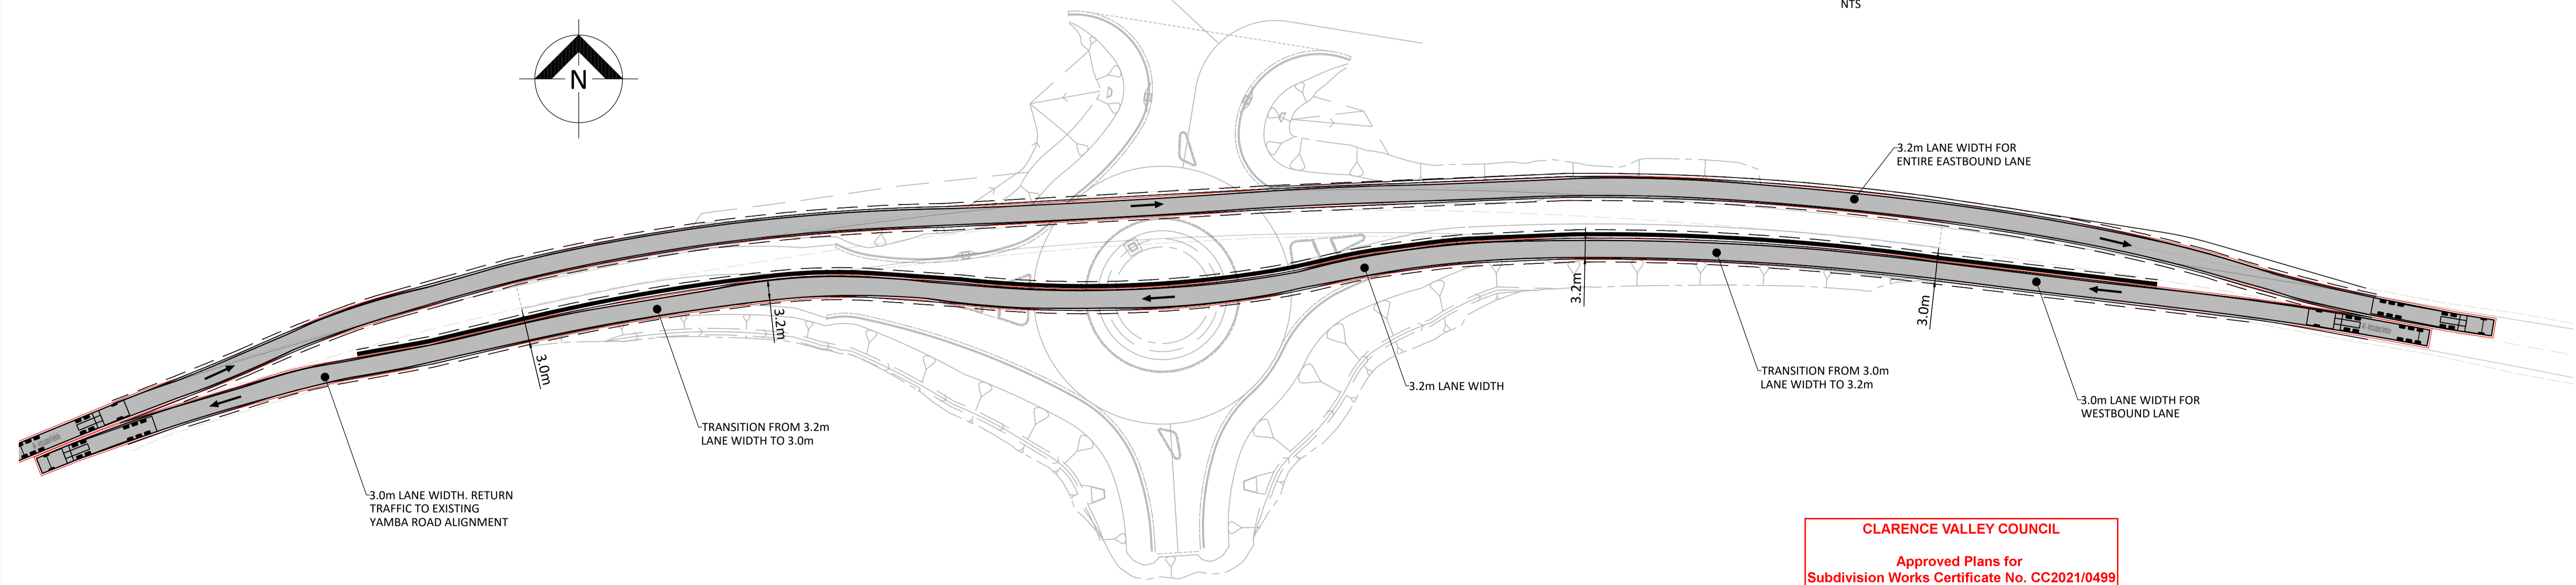 NTS
N
3.2m LANE WIDTH FOR
ENTIRE EASTBOUND LANE
3.2m
3.0m
3.2m
3.0m
3.2m LANE WIDTH
TRANSITION FROM 3.0m
LANE WIDTH TO 3.2m
3.0m LANE WIDTH FOR
WESTBOUND LANE
TRANSITION FROM 3.2m
LANE WIDTH TO 3.0m
3.0m LANE WIDTH. RETURN
TRAFFIC TO EXISTING
YAMBA ROAD ALIGNMENT
CLARENCE VALLEY COUNCIL
Approved Plans for
Subdivision Works Certificate No. CC2021/0499